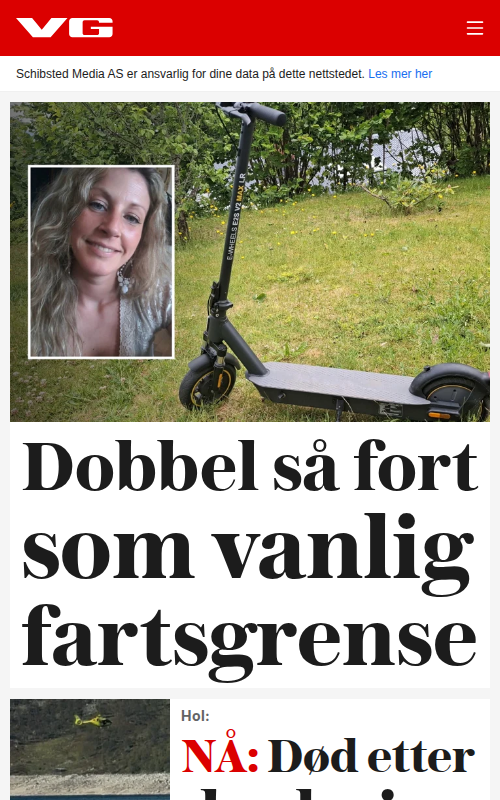 VG
Schibsted Media AS er ansvarlig for dine data på dette nettstedet. Les mer her
E-WHEELS E2S V2 MAX LR
Dobbel så fort
som vanlig
fartsgrense
Hol:
NÅ: Død etter